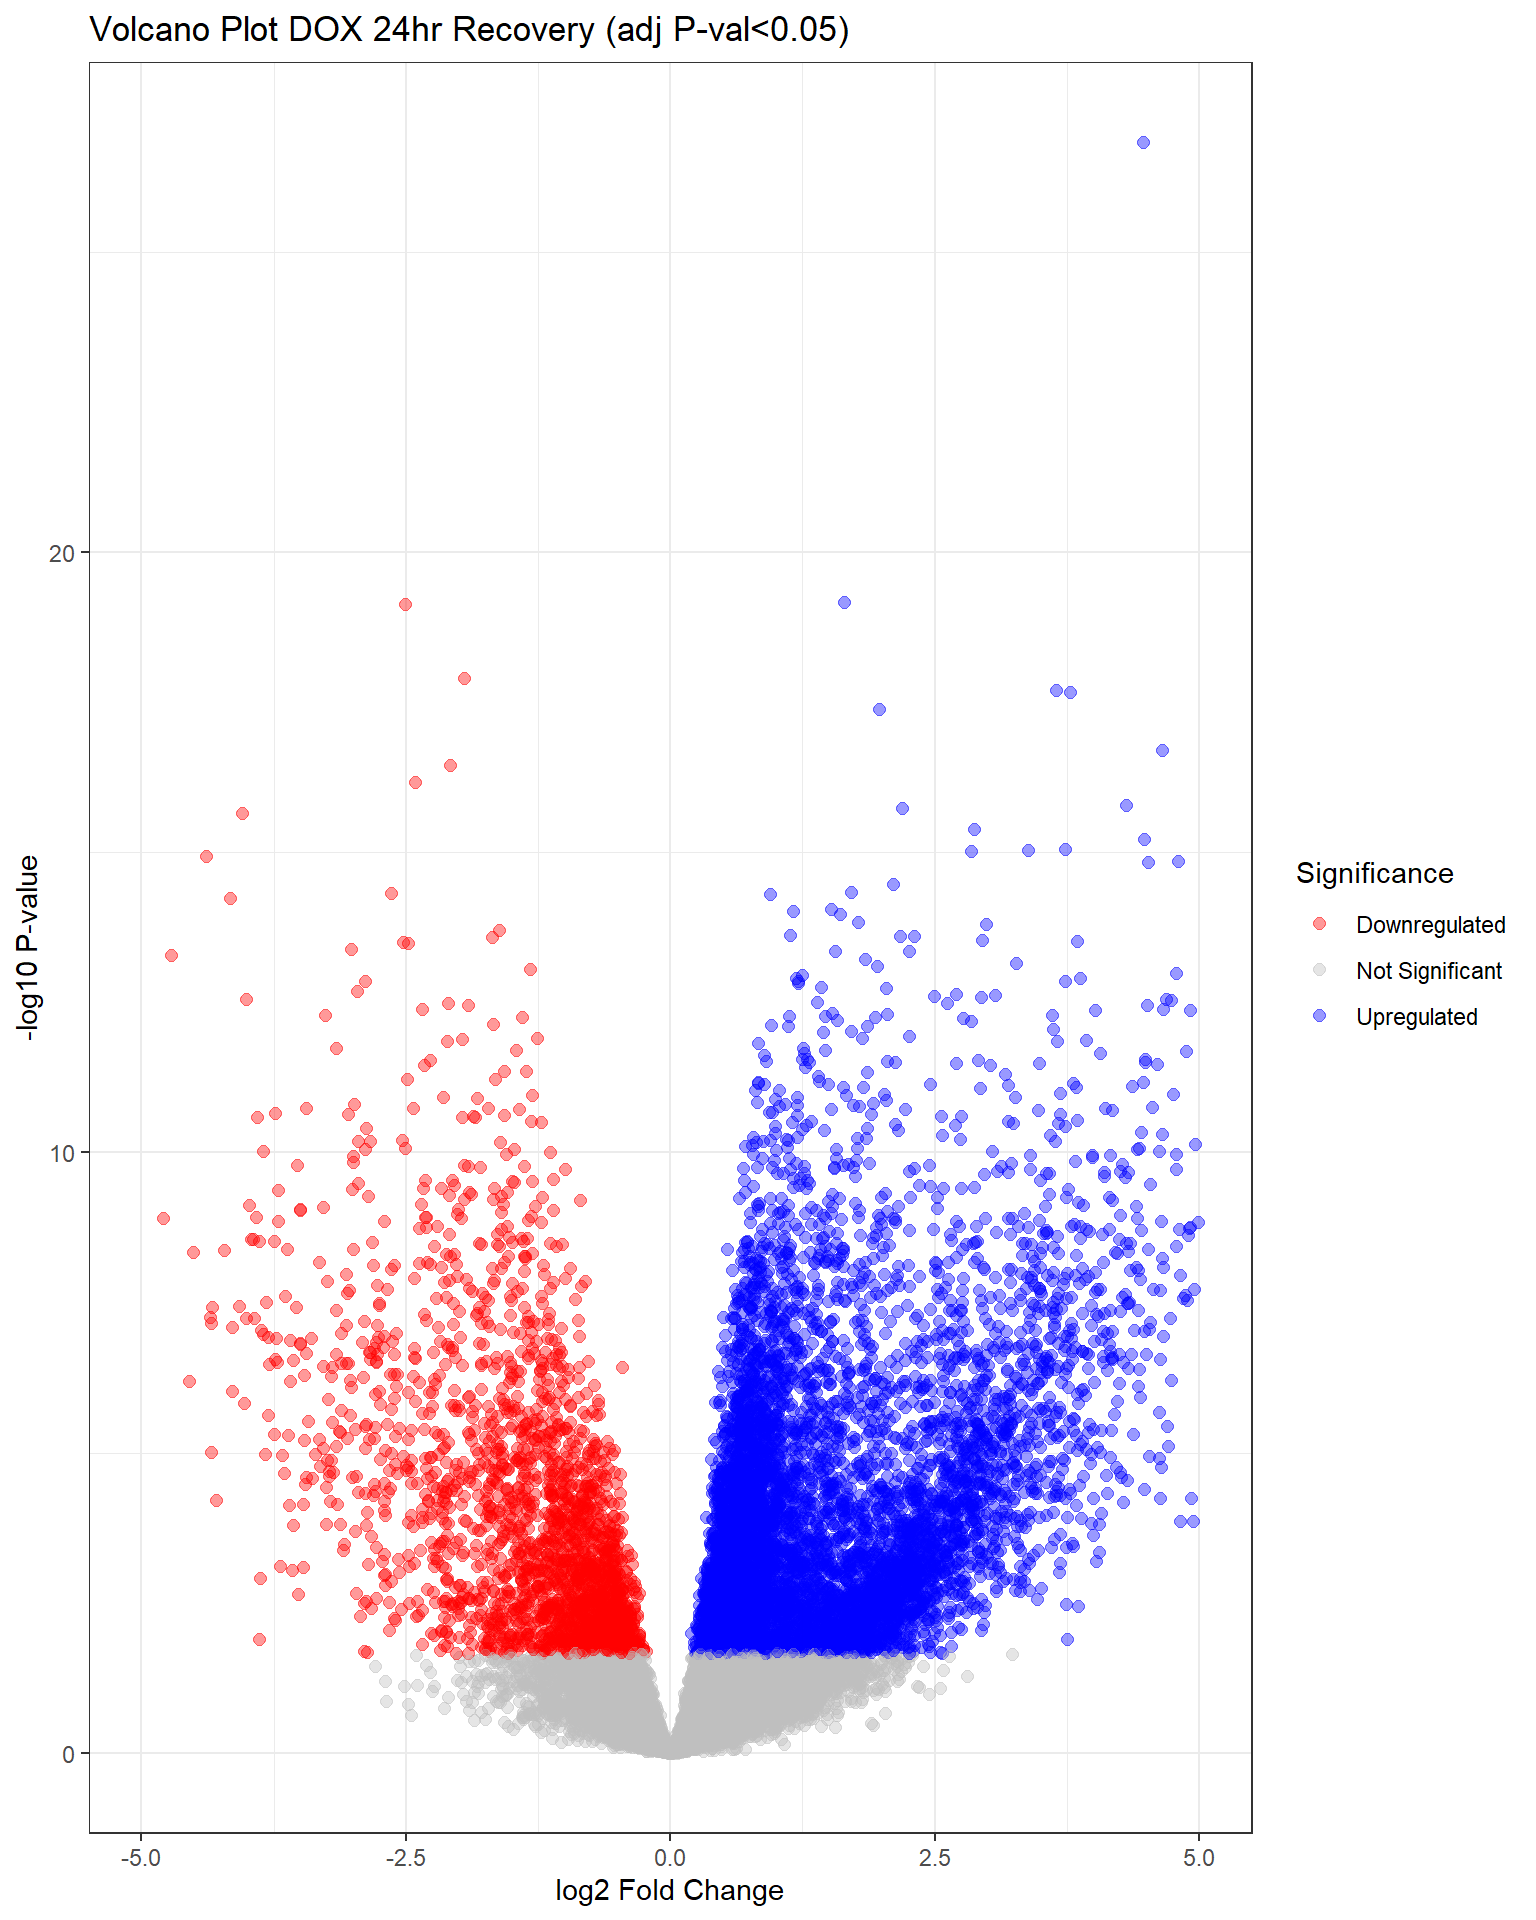 Volcano Plot DOX 24hr Recovery (adj P-val<0.05)
20
10
0
-log10 P-value
-5.0
-2.5
0.0
2.5
5.0
log2 Fold Change
Significance
Downregulated
Not Significant
Upregulated